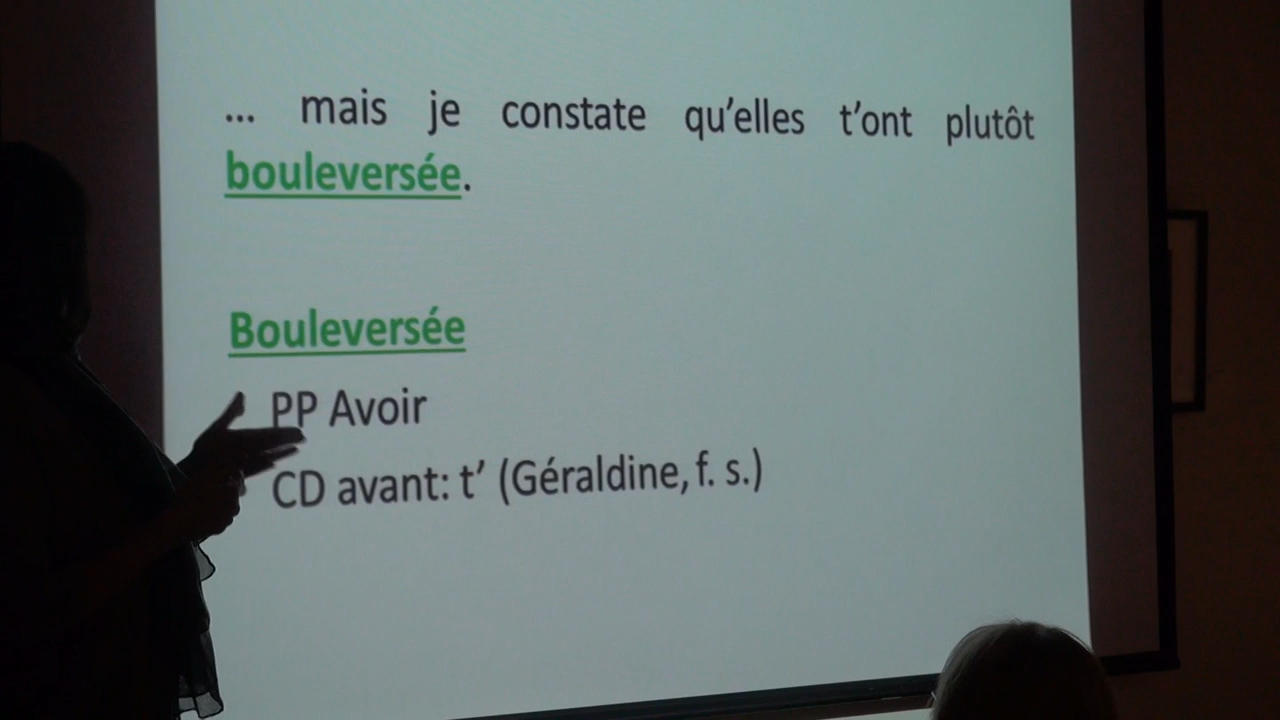 ... mais je constate qu’elles t’ont plutôt
bouleversée.
Bouleversée
PP Avoir
CD avant: t’ (Géraldine, f. s.)